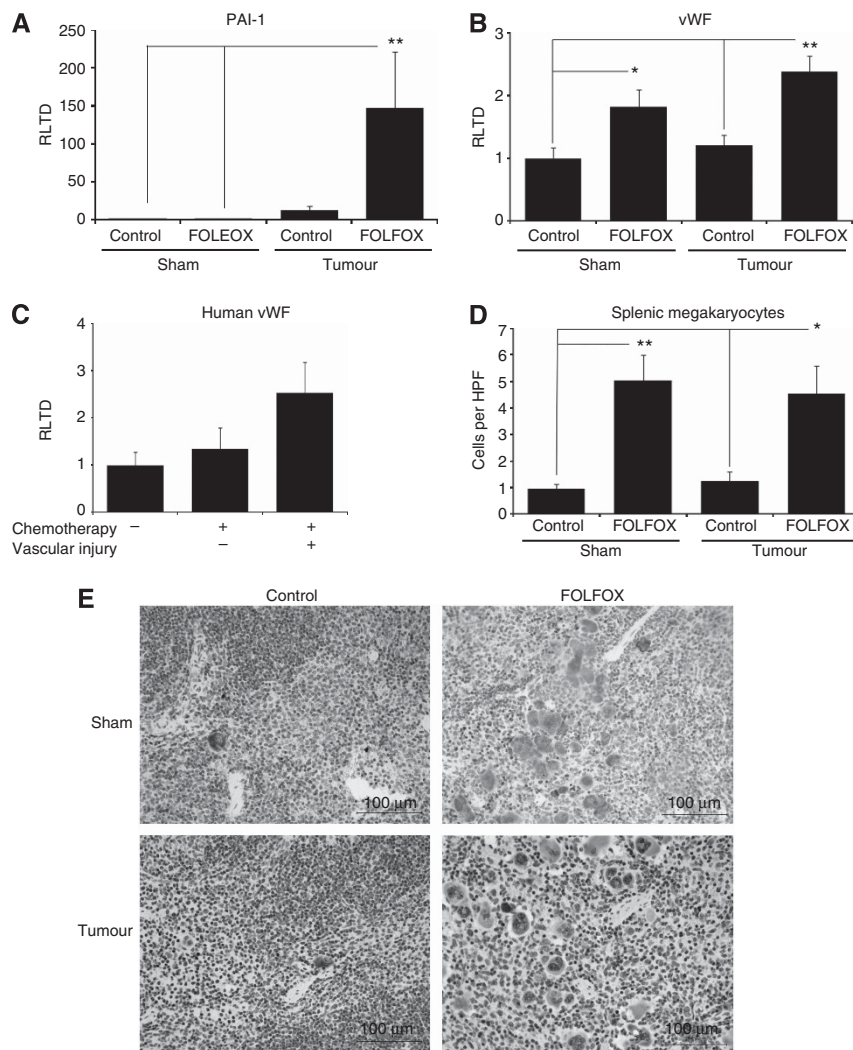 A
PAI-1
250
200
150
100
50
0
RLTD
**
Control FOLEOX Control FOLFOX
Sham Tumour
B
vWF
3
2
1
0
RLTD
*
**
Control FOLFOX Control FOLFOX
Sham Tumour
C
Human vWF
4
3
2
1
0
RLTD
Chemotherapy – + +
Vascular injury – +
D
Splenic megakaryocytes
7
6
5
4
3
2
1
0
Cells per HPF
**
*
Control FOLFOX Control FOLFOX
Sham Tumour
E
Control FOLFOX
Sham
100 µm 100 µm
Tumour
100 µm 100 µm